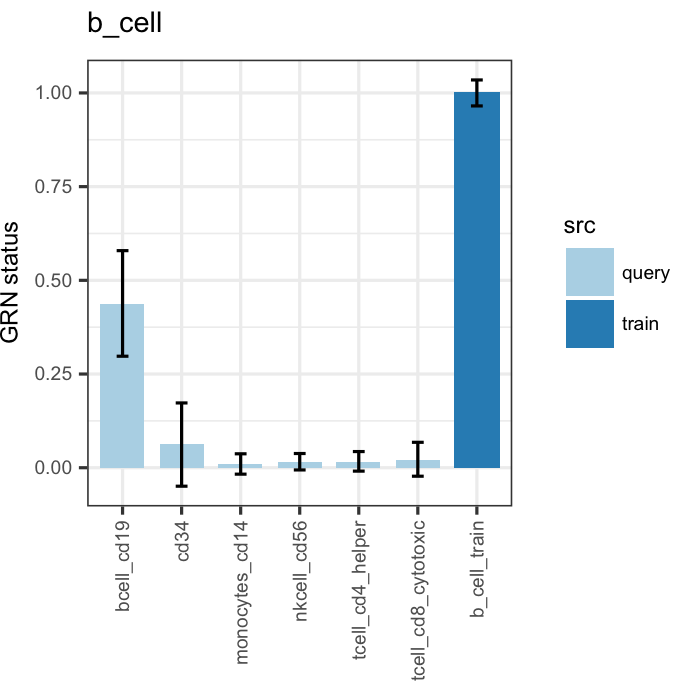 b_cell
GRN status
1.00
0.75
0.50
0.25
0.00
bcell_cd19
cd34
monocytes_cd14
nkcell_cd56
tcell_cd4_helper
tcell_cd8_cytotoxic
b_cell_train
src
query
train